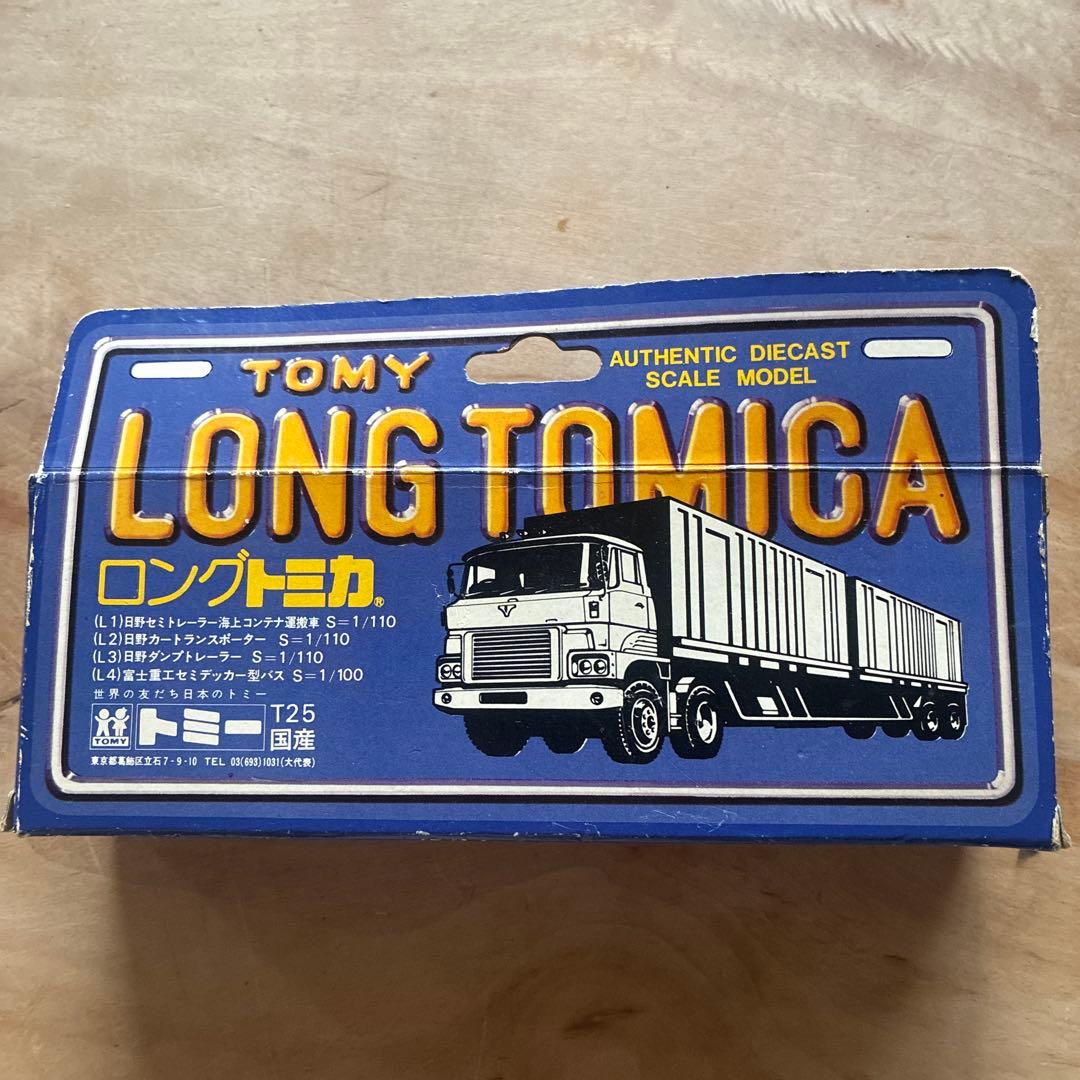 TOMY
AUTHENTIC DIECAST
SCALE MODEL
LONG TOMICA
ロングトミカ®
(L1)日野セミトレーラー海上コンテナ運搬車 S=1/110
(L2)日野カートランスポーター S=1/110
(L3)日野ダンプトレーラー S=1/110
(L4)富士重工セミデッカー型バス S=1/100
世界の友だち日本のトミー
TOMY
トミー
T25
国産
東京都葛飾区立石7-9-10 TEL 03(693)1031(大代表)